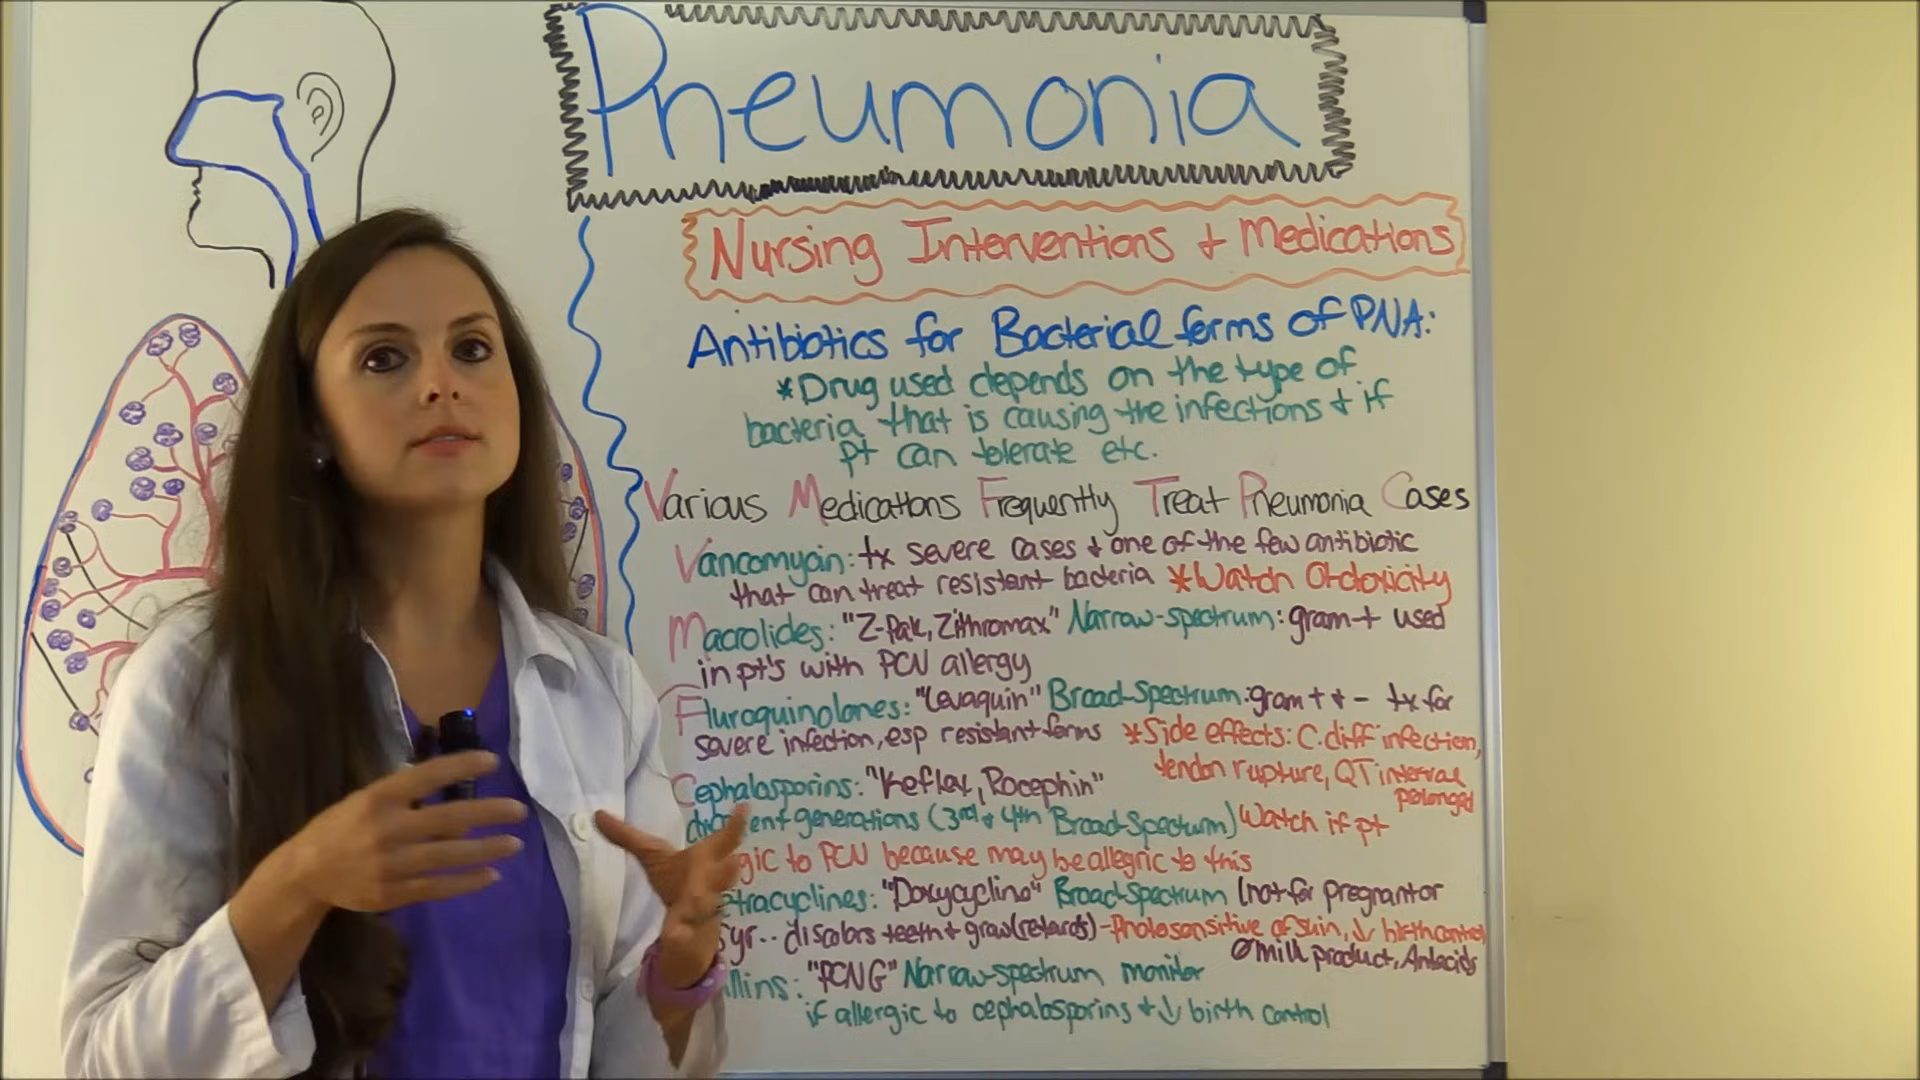 Pneumonia
Nursing Interventions + Medications
Antibiotics for Bacterial forms of PNA:
*Drug used depends on the type of
bacteria that is causing the infections + if
pt can tolerate etc.
Various Medications Frequently Treat Pneumonia Cases
Vancomycin: tx severe cases + one of the few antibiotic
that can treat resistant bacteria *Watch Ototoxicity
Macrolides: "Z-Pak, Zithromax" Narrow-spectrum: gram + used
in pt's with PCN allergy
Fluroquinolones: "Levaquin" Broad-Spectrum: gram + + - tx for
severe infection, esp resistant forms *Side effects: C. diff infection,
tendon rupture, QT interval
prolonged
Cephalosporins: "Keflex, Rocephin"
different generations (3rd + 4th Broad Spectrum) Watch if pt
gic to PCN because may be allergic to this
etracyclines: "Doxycycline" Broad-Spectrum (not for pregnant or
8yr.. discolors teeth + grow (retards) - Photosensitive of skin, ↓ birth control
Ø milk product, Antacids
illins: "PCN G" Narrow-spectrum monitor
if allergic to cephalosporins + ↓ birth control